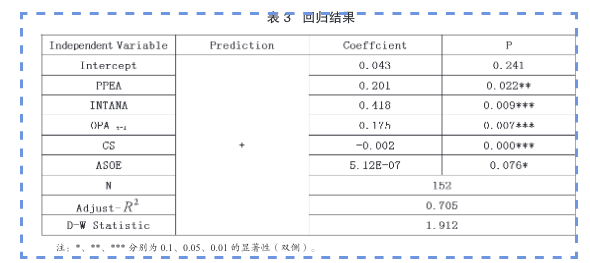 表 3 回归结果
Independent Variable Prediction Coeffcient P
Intercept 0.043 0.241
PPEA 0.201 0.022**
INTANA 0.418 0.009***
OPA t-1 0.175 0.007***
CS + -0.002 0.000***
ASOE 5.12E-07 0.076*
N 152
Adjust-R² 0.705
D-W Statistic 1.912
注：*、**、*** 分别为 0.1、0.05、0.01 的显著性（双侧）。